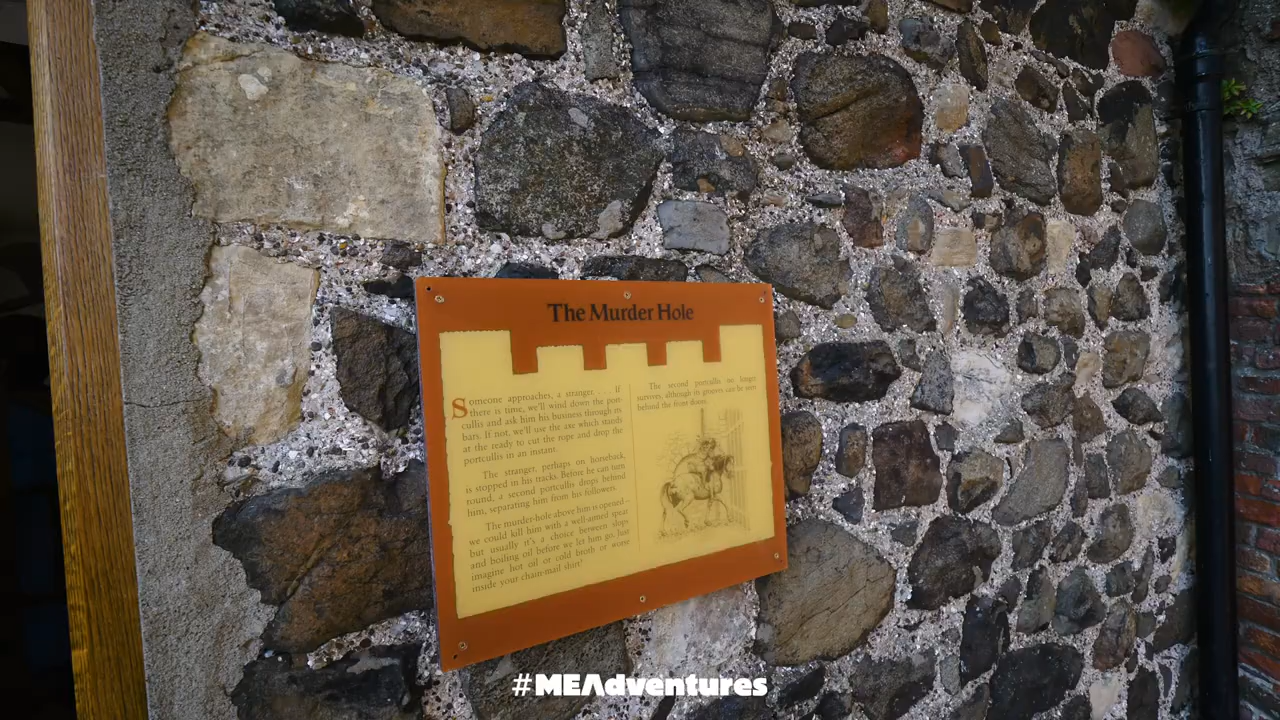 The Murder Hole
Someone approaches, a stranger . . . If
there is time, we'll wind down the port-
cullis and ask him his business through its
bars. If not, we'll use the axe which stands
at the ready to cut the rope and drop the
portcullis in an instant.
The stranger, perhaps on horseback,
is stopped in his tracks. Before he can turn
round, a second portcullis drops behind
him, separating him from his followers.
The murder-hole above him is opened –
we could kill him with a well-aimed spear
but usually it's a choice between slops
and boiling oil before we let him go. Just
imagine hot oil or cold broth or worse
inside your chain-mail shirt!
The second portcullis no longer
survives, although its grooves can be seen
behind the front doors.
#MEAdventures